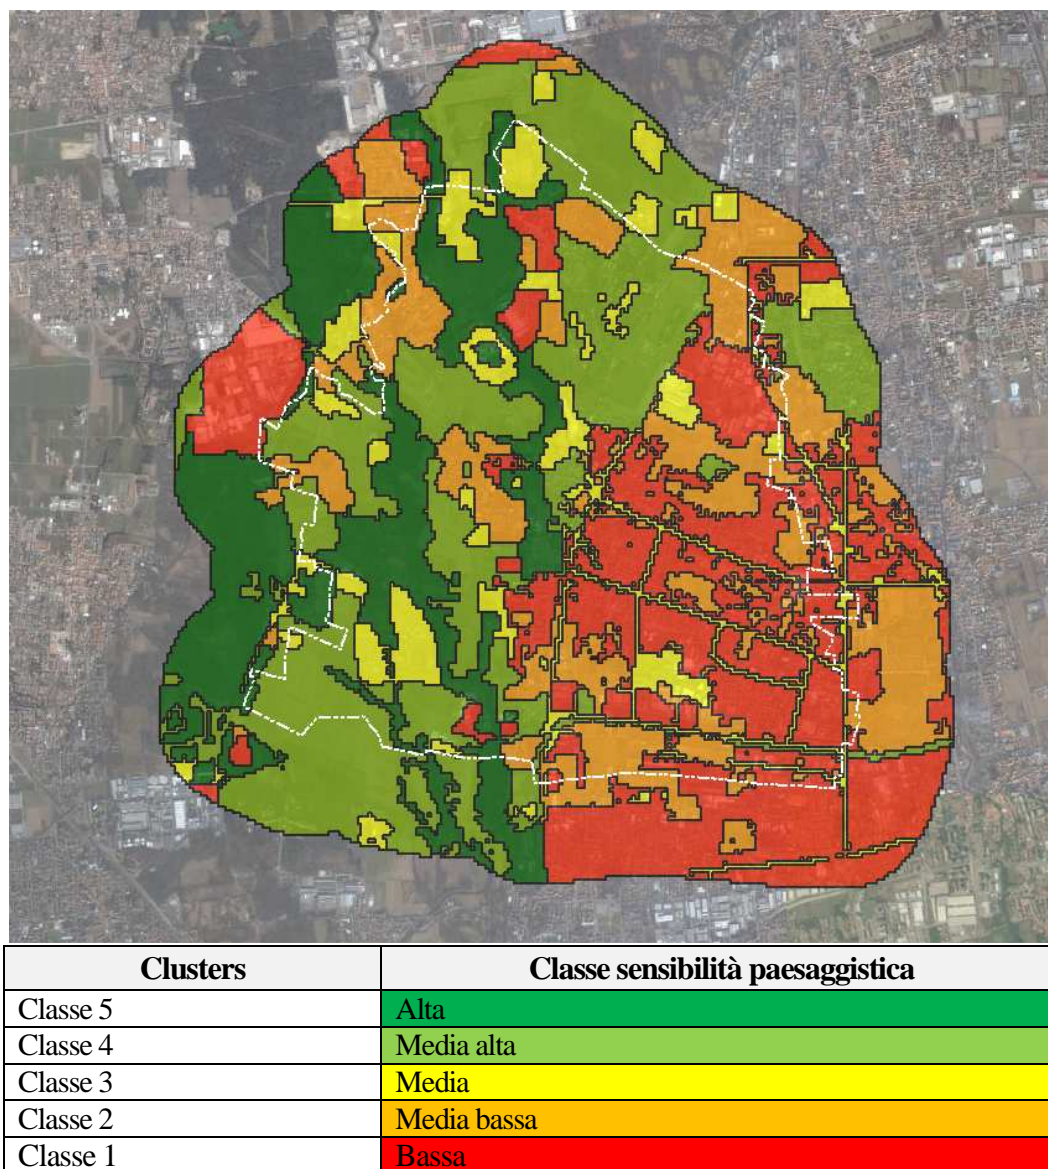 Clusters Classe sensibilità paesaggistica
Classe 5 Alta
Classe 4 Media alta
Classe 3 Media
Classe 2 Media bassa
Classe 1 Bassa